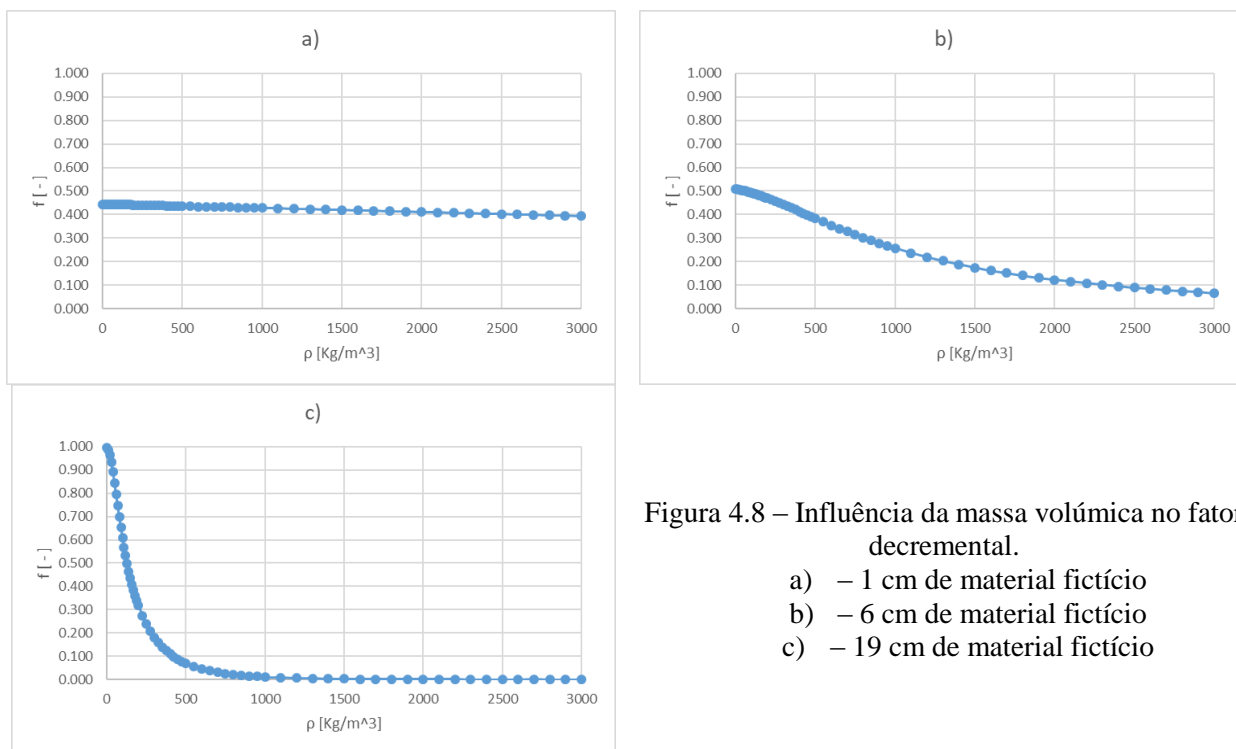 a)
1.000
0.900
0.800
0.700
0.600
0.500
0.400
0.300
0.200
0.100
0.000
f [ - ]
0 500 1000 1500 2000 2500 3000
ρ [Kg/m^3]
b)
1.000
0.900
0.800
0.700
0.600
0.500
0.400
0.300
0.200
0.100
0.000
f [ - ]
0 500 1000 1500 2000 2500 3000
ρ [Kg/m^3]
c)
1.000
0.900
0.800
0.700
0.600
0.500
0.400
0.300
0.200
0.100
0.000
f [ - ]
0 500 1000 1500 2000 2500 3000
ρ [Kg/m^3]
Figura 4.8 – Influência da massa volúmica no fator
decremental.
a) – 1 cm de material fictício
b) – 6 cm de material fictício
c) – 19 cm de material fictício